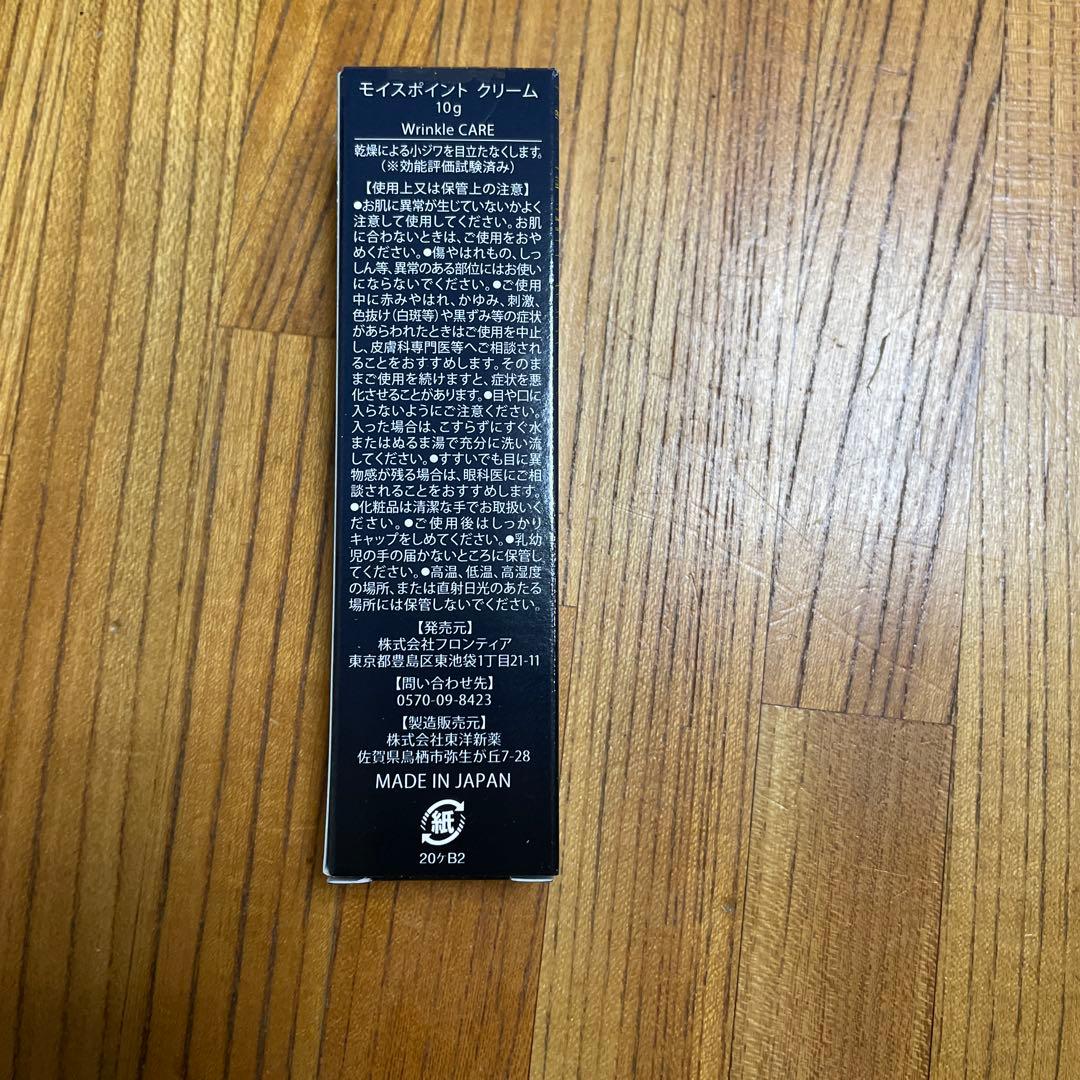 モイスポイント クリーム
10g
Wrinkle CARE
乾燥による小ジワを目立たなくします。
(※効能評価試験済み)
【使用上又は保管上の注意】
●お肌に異常が生じていないかよく
注意して使用してください。お肌
に合わないときは、ご使用をおや
めください。●傷やはれもの、しっ
しん等、異常のある部位にはお使い
にならないでください。●ご使用
中に赤みやはれ、かゆみ、刺激、
色抜け(白斑等)や黒ずみ等の症状
があらわれたときはご使用を中止
し、皮膚科専門医等へご相談され
ることをおすすめします。そのま
まご使用を続けますと、症状を悪
化させることがあります。●目や口に
入らないようにご注意ください。
入った場合は、こすらずにすぐ水
またはぬるま湯で充分に洗い流
してください。●すすいでも目に異
物感が残る場合は、眼科医にご相
談されることをおすすめします。
●化粧品は清潔な手でお取扱いく
ださい。●ご使用後はしっかり
キャップをしめてください。●乳幼
児の手の届かないところに保管し
てください。●高温、低温、高湿度
の場所、または直射日光のあたる
場所には保管しないでください。
【発売元】
株式会社フロンティア
東京都豊島区東池袋1丁目21-11
【問い合わせ先】
0570-09-8423
【製造販売元】
株式会社東洋新薬
佐賀県鳥栖市弥生が丘7-28
MADE IN JAPAN
紙
20ケB2